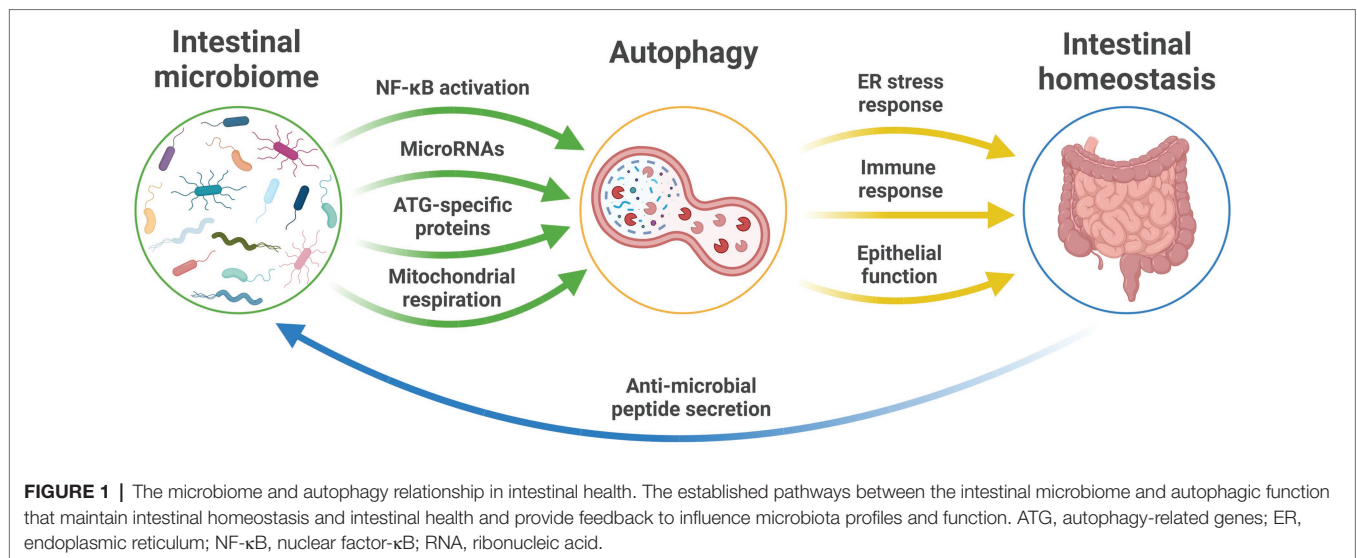 Intestinal
microbiome
NF-κB activation
MicroRNAs
ATG-specific
proteins
Mitochondrial
respiration
Autophagy
ER stress
response
Immune
response
Epithelial
function
Intestinal
homeostasis
Anti-microbial
peptide secretion
FIGURE 1 | The microbiome and autophagy relationship in intestinal health. The established pathways between the intestinal microbiome and autophagic function
that maintain intestinal homeostasis and intestinal health and provide feedback to influence microbiota profiles and function. ATG, autophagy-related genes; ER,
endoplasmic reticulum; NF-κB, nuclear factor-κB; RNA, ribonucleic acid.